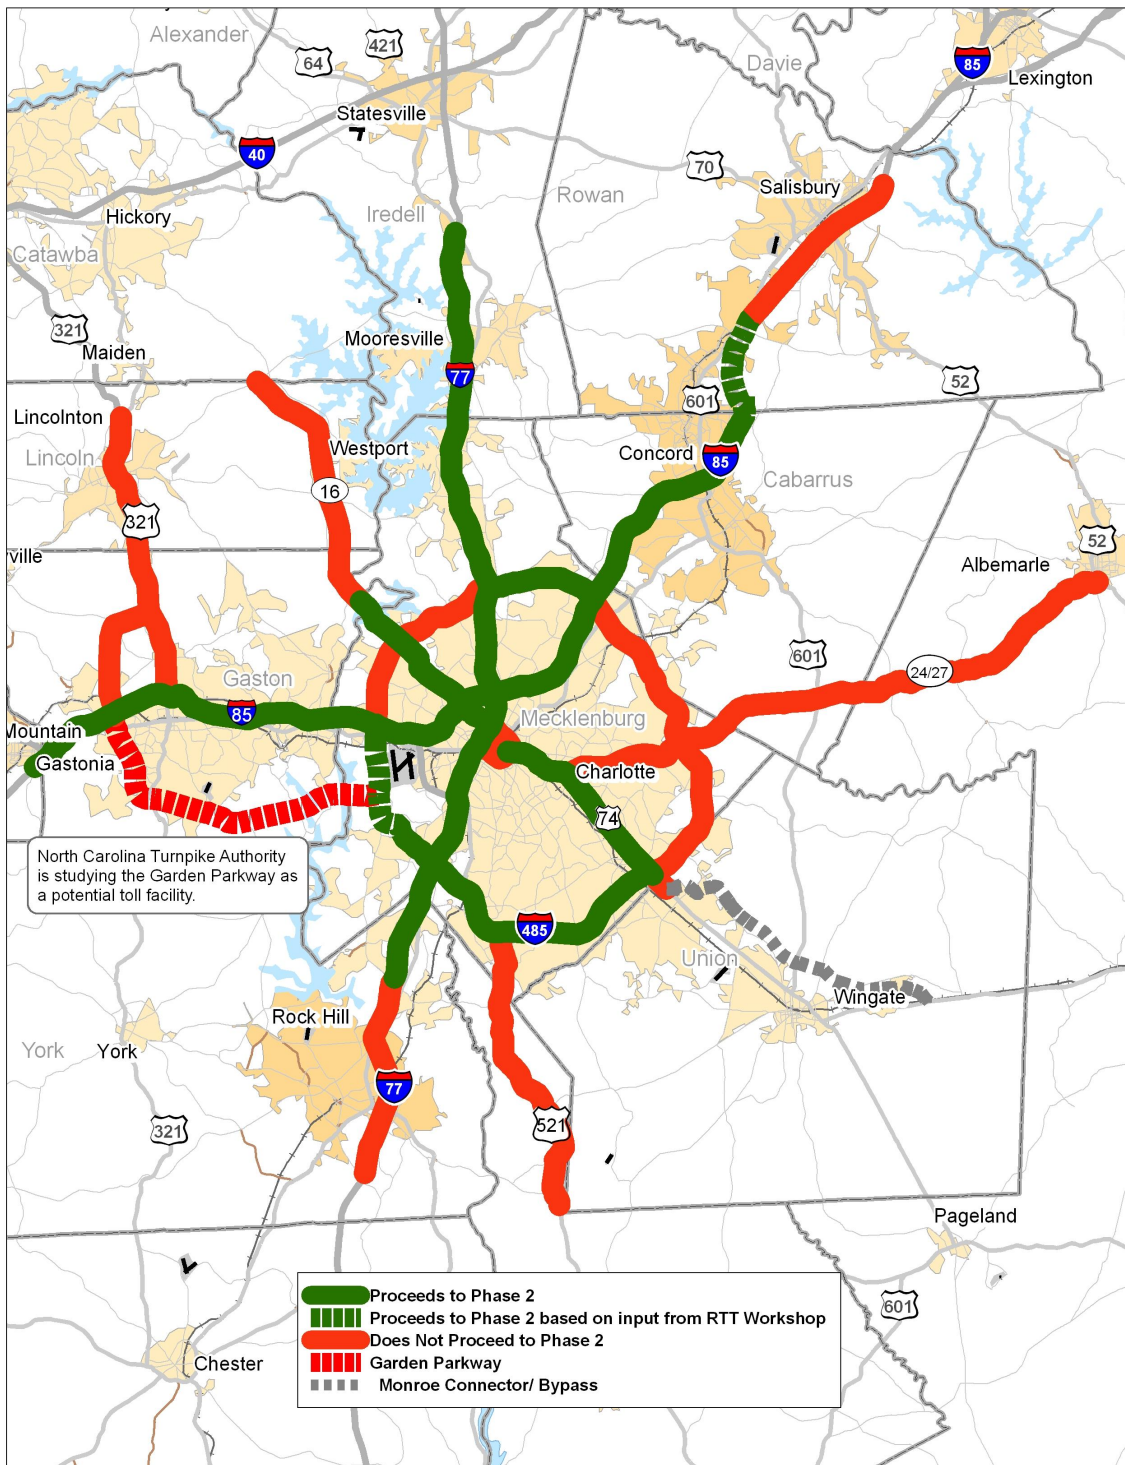 Alexander
421
64
Davie
85
Lexington
Statesville
40
70
Salisbury
Rowan
Iredell
Hickory
Catawba
321
Mooresville
Maiden
77
52
601
Lincolnton
Westport
Concord
Lincoln
85
Cabarrus
16
321
52
ville
Albemarle
601
24/27
Gaston
85
Mecklenburg
Mountain
Gastonia
Charlotte
74
North Carolina Turnpike Authority
is studying the Garden Parkway as
a potential toll facility.
485
Union
Wingate
Rock Hill
York
York
77
321
521
Pageland
601
Chester
Proceeds to Phase 2
Proceeds to Phase 2 based on input from RTT Workshop
Does Not Proceed to Phase 2
Garden Parkway
Monroe Connector/ Bypass